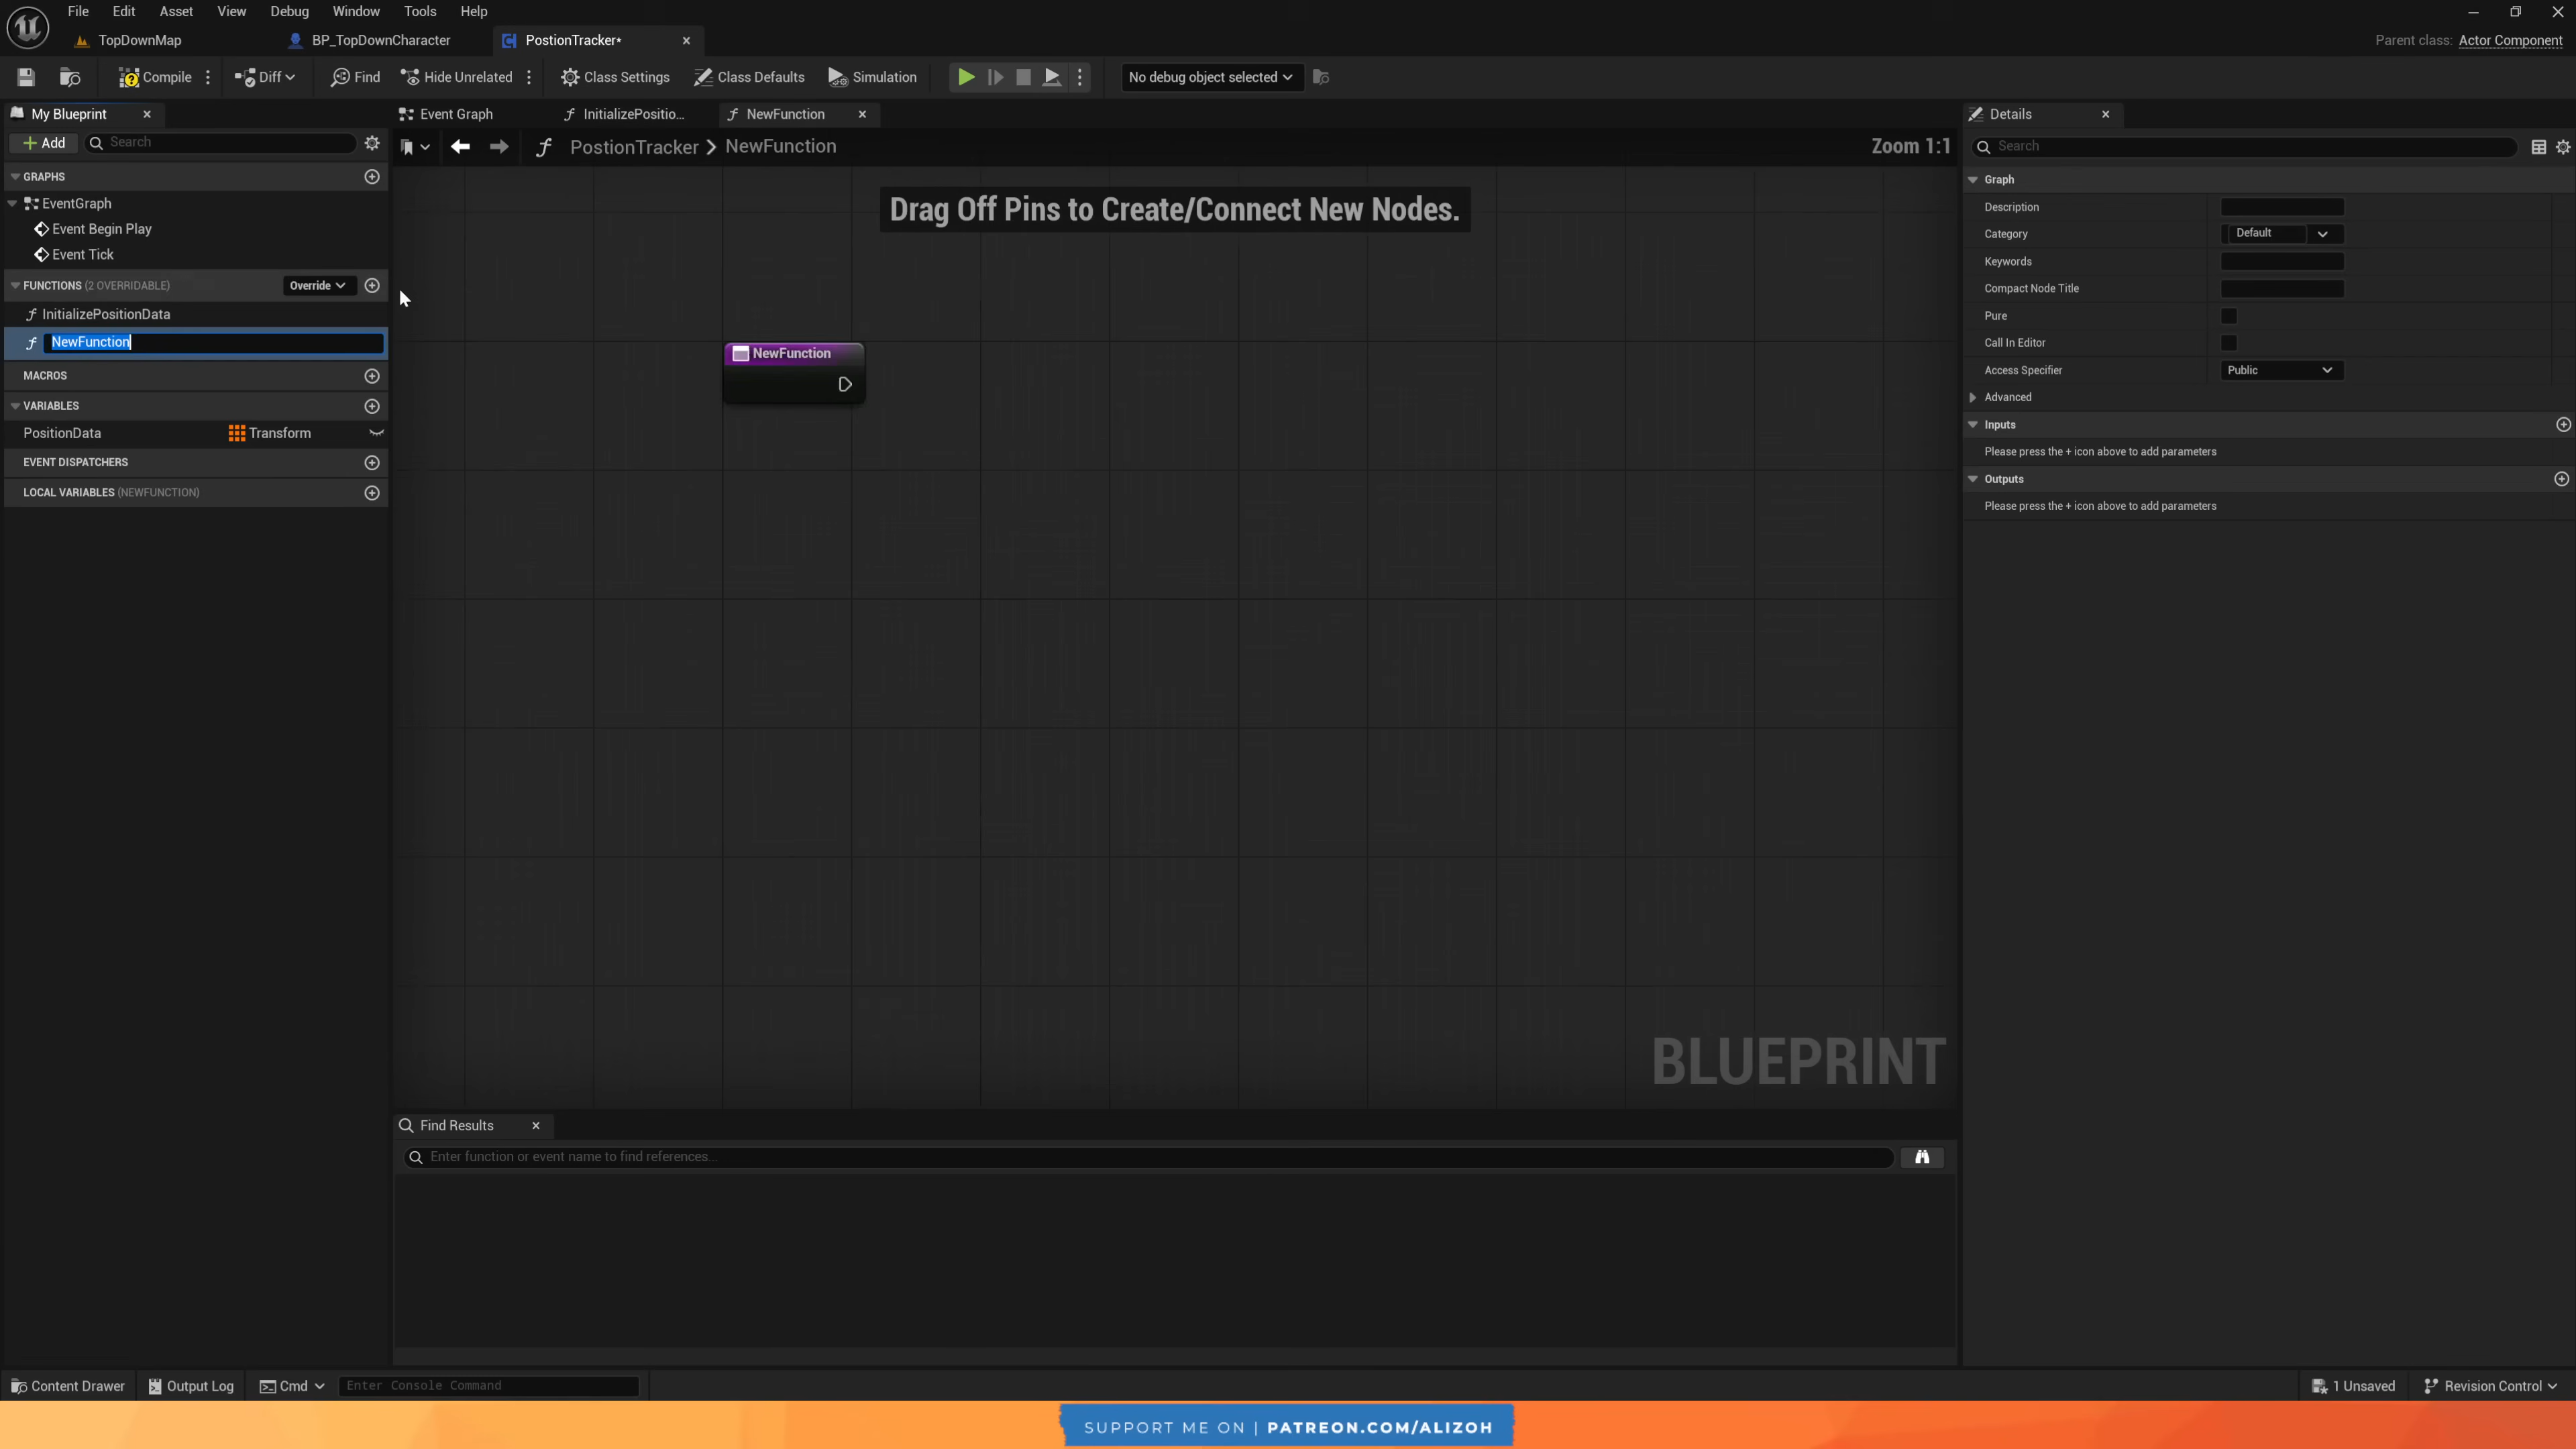 File Edit Asset View Debug Window Tools Help
TopDownMap BP_TopDownCharacter PostionTracker* Parent class: Actor Component
Compile Diff Find Hide Unrelated Class Settings Class Defaults Simulation No debug object selected
My Blueprint Event Graph InitializePositio... NewFunction Details
Add Search PostionTracker NewFunction Zoom 1:1 Search
GRAPHS
EventGraph
Event Begin Play
Event Tick
FUNCTIONS (2 OVERRIDABLE) Override
InitializePositionData
NewFunction
MACROS
VARIABLES
PositionData Transform
EVENT DISPATCHERS
LOCAL VARIABLES (NEWFUNCTION)
Drag Off Pins to Create/Connect New Nodes.
NewFunction
BLUEPRINT
Find Results
Enter function or event name to find references...
Graph
Description
Category Default
Keywords
Compact Node Title
Pure
Call In Editor
Access Specifier Public
Advanced
Inputs
Please press the + icon above to add parameters
Outputs
Please press the + icon above to add parameters
Content Drawer Output Log Cmd Enter Console Command 1 Unsaved Revision Control
SUPPORT ME ON | PATREON.COM/ALIZOH